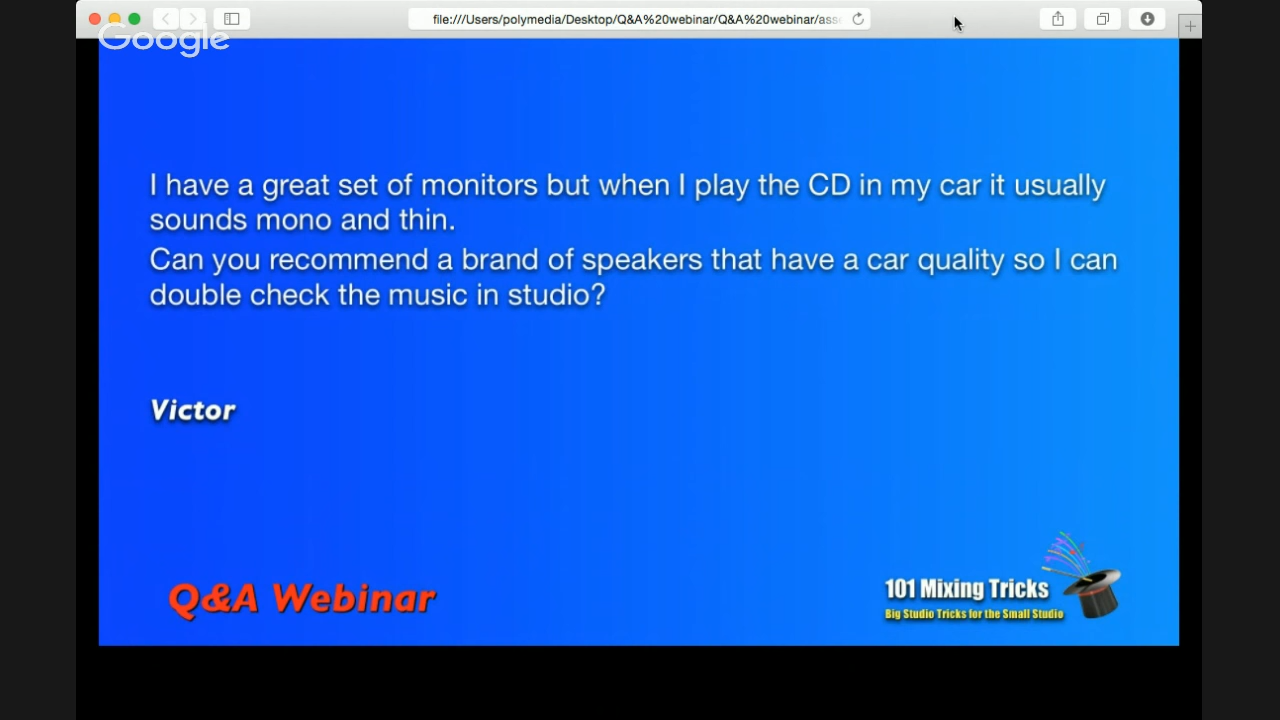 file:///Users/polymedia/Desktop/Q&A%20webinar/Q&A%20webinar/asse
Google
I have a great set of monitors but when I play the CD in my car it usually
sounds mono and thin.
Can you recommend a brand of speakers that have a car quality so I can
double check the music in studio?
Victor
Q&A Webinar
101 Mixing Tricks
Big Studio Tricks for the Small Studio